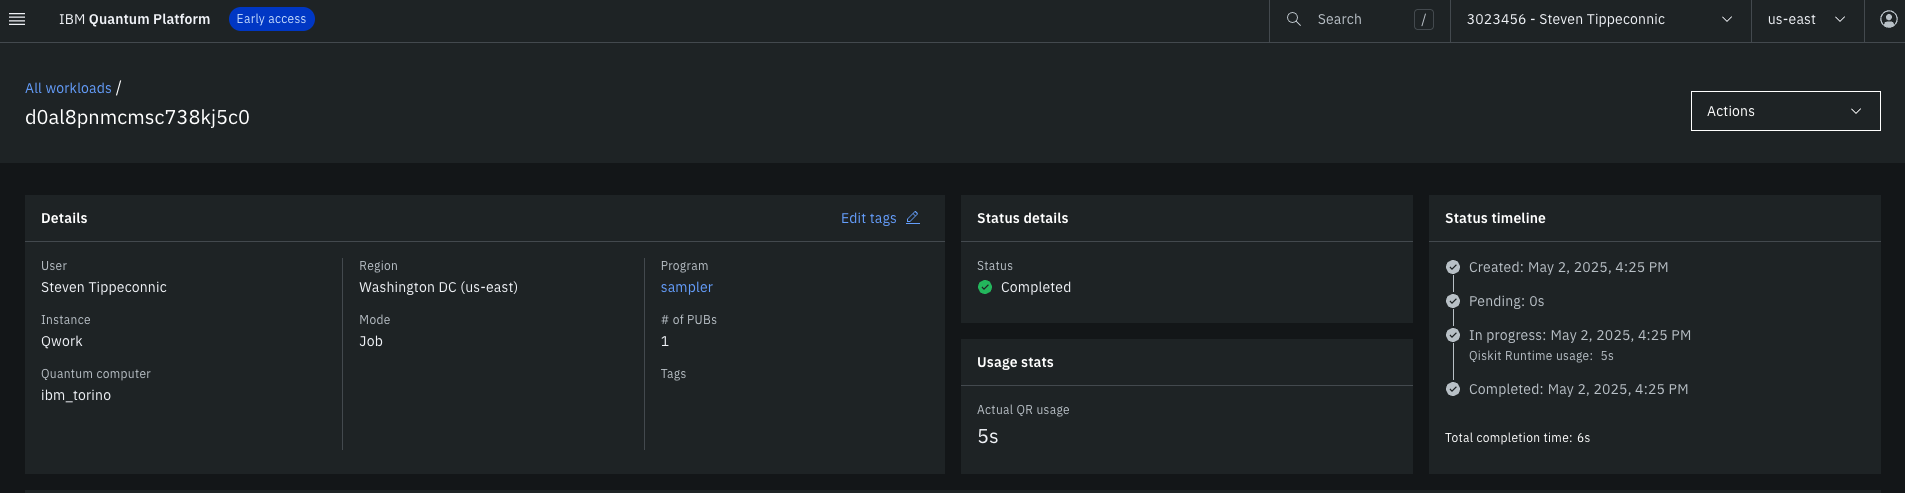 IBM Quantum Platform Early access Search / 3023456 - Steven Tippeconnic us-east
All workloads /
d0al8pnmcmsc738kj5c0
Actions
Details Edit tags
User
Steven Tippeconnic
Instance
Qwork
Quantum computer
ibm_torino
Region
Washington DC (us-east)
Mode
Job
Program
sampler
# of PUBs
1
Tags
Status details
Status
Completed
Usage stats
Actual QR usage
5s
Status timeline
Created: May 2, 2025, 4:25 PM
Pending: 0s
In progress: May 2, 2025, 4:25 PM
Qiskit Runtime usage: 5s
Completed: May 2, 2025, 4:25 PM
Total completion time: 6s